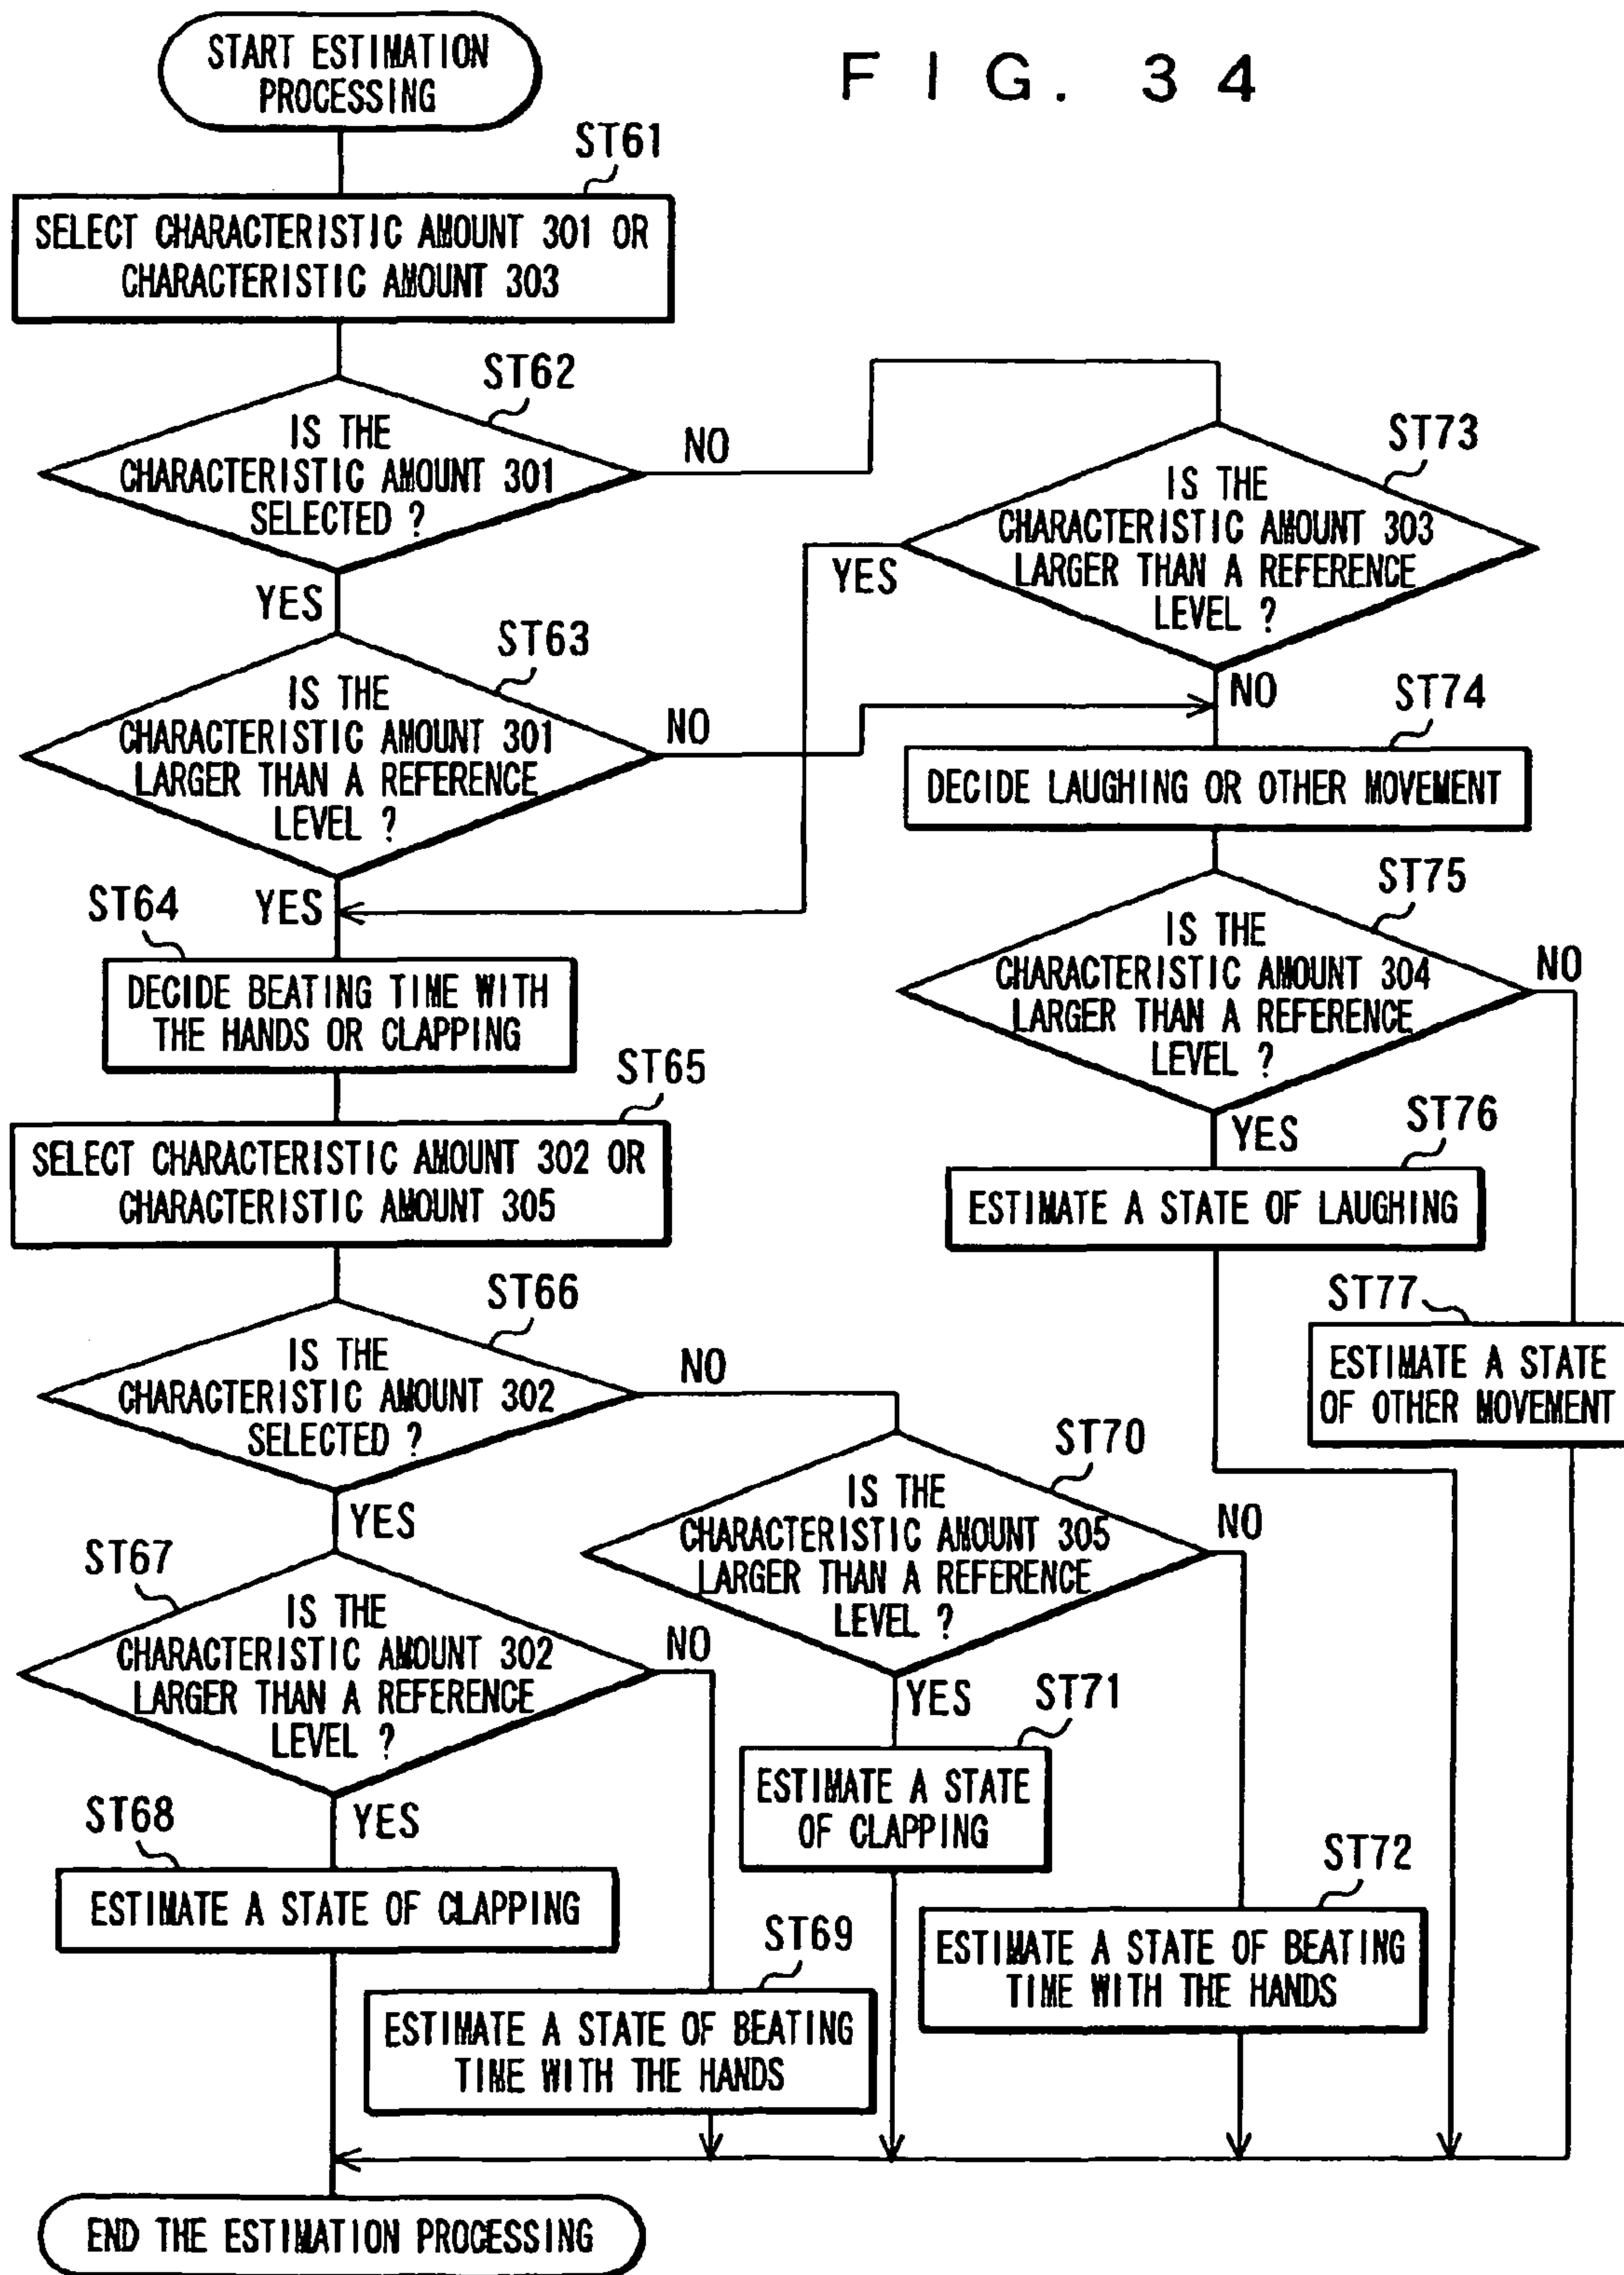 F I G. 3 4
START ESTIMATION
PROCESSING
ST61
SELECT CHARACTERISTIC AMOUNT 301 OR
CHARACTERISTIC AMOUNT 303
ST62
IS THE
CHARACTERISTIC AMOUNT 301
SELECTED ?
NO
YES
ST63
IS THE
CHARACTERISTIC AMOUNT 301
LARGER THAN A REFERENCE
LEVEL ?
NO
YES
ST64
DECIDE BEATING TIME WITH
THE HANDS OR CLAPPING
ST65
SELECT CHARACTERISTIC AMOUNT 302 OR
CHARACTERISTIC AMOUNT 305
ST66
IS THE
CHARACTERISTIC AMOUNT 302
SELECTED ?
NO
YES
ST67
IS THE
CHARACTERISTIC AMOUNT 302
LARGER THAN A REFERENCE
LEVEL ?
NO
YES
ST68
ESTIMATE A STATE OF CLAPPING
ST69
ESTIMATE A STATE OF BEATING
TIME WITH THE HANDS
ST70
IS THE
CHARACTERISTIC AMOUNT 305
LARGER THAN A REFERENCE
LEVEL ?
NO
YES
ST71
ESTIMATE A STATE
OF CLAPPING
ST72
ESTIMATE A STATE OF BEATING
TIME WITH THE HANDS
ST73
IS THE
CHARACTERISTIC AMOUNT 303
LARGER THAN A REFERENCE
LEVEL ?
YES
NO
ST74
DECIDE LAUGHING OR OTHER MOVEMENT
ST75
IS THE
CHARACTERISTIC AMOUNT 304
LARGER THAN A REFERENCE
LEVEL ?
NO
YES
ST76
ESTIMATE A STATE OF LAUGHING
ST77
ESTIMATE A STATE
OF OTHER MOVEMENT
END THE ESTIMATION PROCESSING